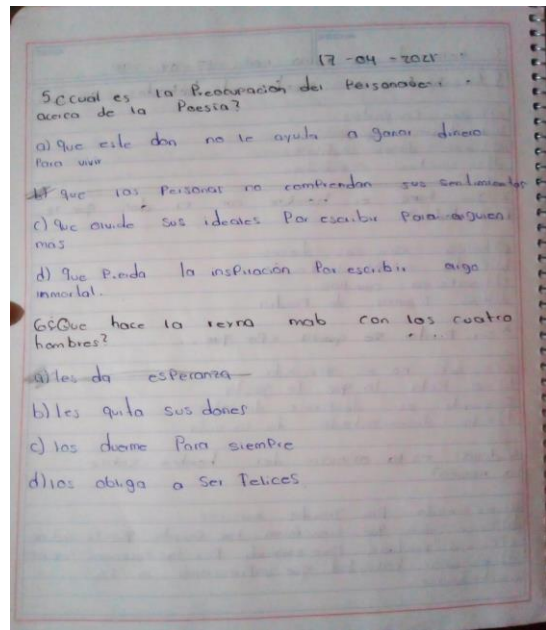 17-04-2021
5.¿Cual es la Preocupación del Personaje
acerca de la Poesía?
a) que este don no le ayuda a ganar dinero
Para vivir
b) que las Personas no comprendan sus sentimientos
c) que olvide sus ideales Por escribir Para alguien
mas
d) que Pierda la insPiración Por escribir algo
inmortal.
6¿Que hace la reyna mab con los cuatro
hombres?
a) les da esPeranza
b) les quita sus dones
c) los duerme Para siemPre
d) los obliga a ser felices